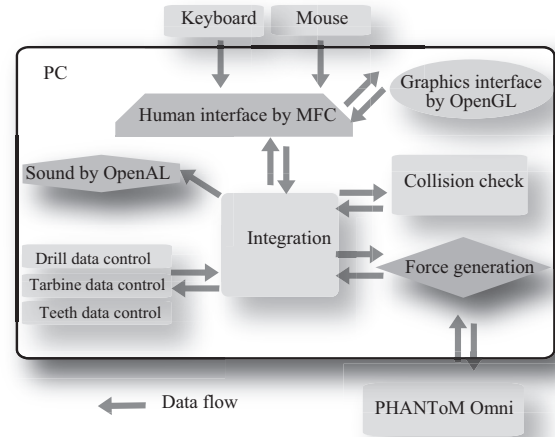 Keyboard
Mouse
PC
Human interface by MFC
Graphics interface
by OpenGL
Sound by OpenAL
Collision check
Integration
Drill data control
Tarbine data control
Teeth data control
Force generation
Data flow
PHANToM Omni